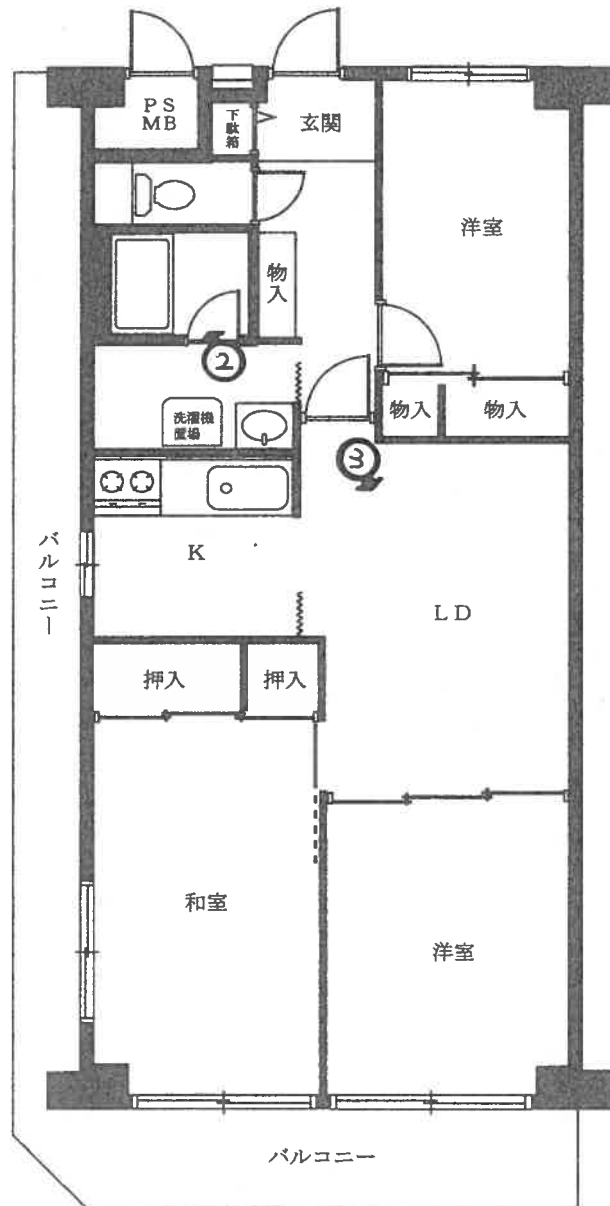 PS
MB
下駄箱
玄関
洋室
物入
②
洗濯機
置場
物入
物入
③
バルコニー
K
LD
押入
押入
和室
洋室
バルコニー